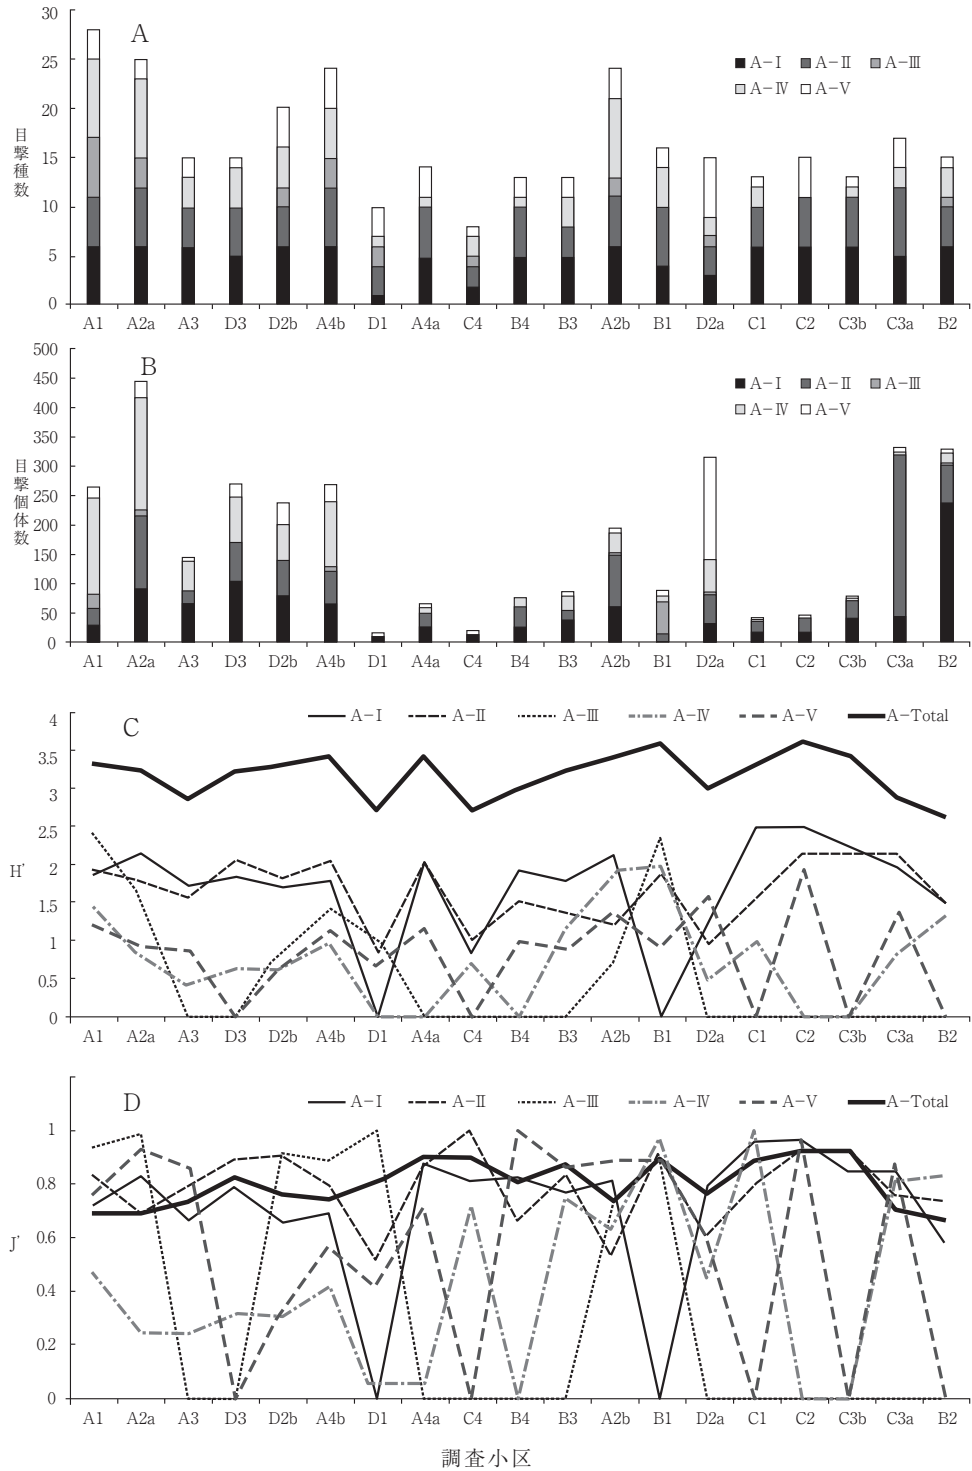 A
30
25
20
15
10
5
0
目撃種数
A-Ⅰ A-Ⅱ A-Ⅲ
A-Ⅳ A-Ⅴ
A1 A2a A3 D3 D2b A4b D1 A4a C4 B4 B3 A2b B1 D2a C1 C2 C3b C3a B2
B
500
450
400
350
300
250
200
150
100
50
0
目撃個体数
A-Ⅰ A-Ⅱ A-Ⅲ
A-Ⅳ A-Ⅴ
A1 A2a A3 D3 D2b A4b D1 A4a C4 B4 B3 A2b B1 D2a C1 C2 C3b C3a B2
C
A-Ⅰ A-Ⅱ A-Ⅲ A-Ⅳ A-Ⅴ A-Total
4
3.5
3
2.5
2
1.5
1
0.5
0
H'
A1 A2a A3 D3 D2b A4b D1 A4a C4 B4 B3 A2b B1 D2a C1 C2 C3b C3a B2
D
A-Ⅰ A-Ⅱ A-Ⅲ A-Ⅳ A-Ⅴ A-Total
1
0.8
0.6
0.4
0.2
0
J'
A1 A2a A3 D3 D2b A4b D1 A4a C4 B4 B3 A2b B1 D2a C1 C2 C3b C3a B2
調査小区